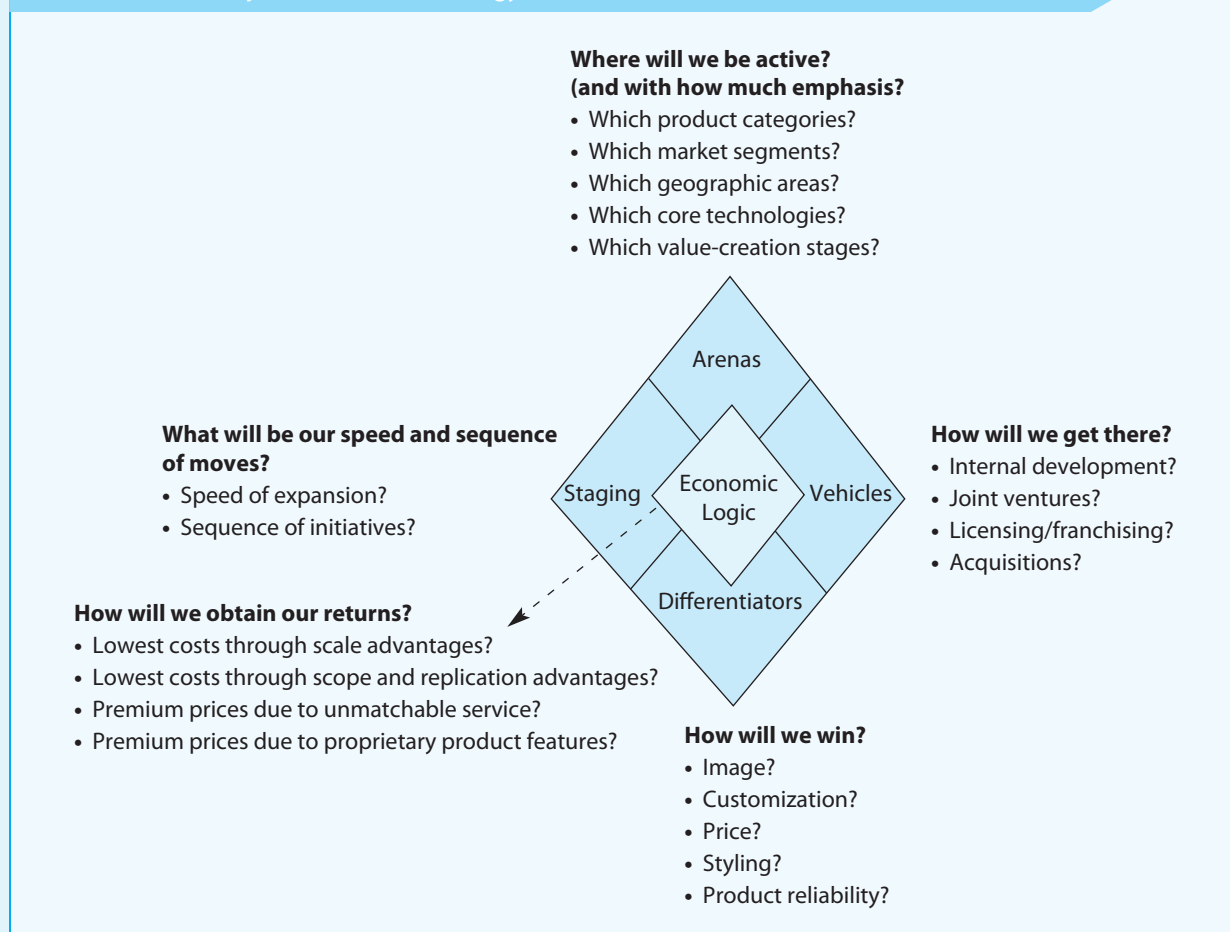 Where will we be active?
(and with how much emphasis?
• Which product categories?
• Which market segments?
• Which geographic areas?
• Which core technologies?
• Which value-creation stages?
Arenas
What will be our speed and sequence
of moves?
• Speed of expansion?
• Sequence of initiatives?
Staging
Economic
Logic
Vehicles
How will we get there?
• Internal development?
• Joint ventures?
• Licensing/franchising?
• Acquisitions?
Differentiators
How will we obtain our returns?
• Lowest costs through scale advantages?
• Lowest costs through scope and replication advantages?
• Premium prices due to unmatchable service?
• Premium prices due to proprietary product features?
How will we win?
• Image?
• Customization?
• Price?
• Styling?
• Product reliability?